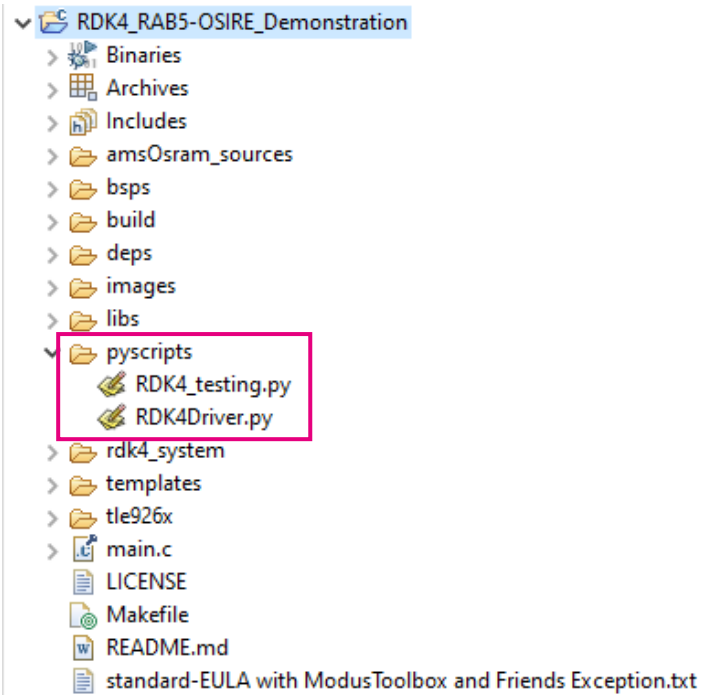 RDK4_RAB5-OSIRE_Demonstration
Binaries
Archives
Includes
amsOsram_sources
bsps
build
deps
images
libs
pyscripts
RDK4_testing.py
RDK4Driver.py
rdk4_system
templates
tle926x
main.c
LICENSE
Makefile
README.md
standard-EULA with ModusToolbox and Friends Exception.txt